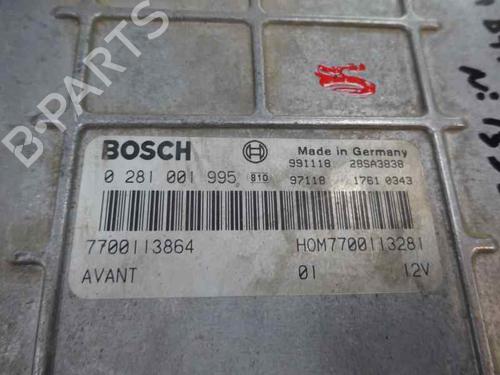 BOSCH Made in Germany
991118 28SA3838
0 281 001 995 810 97118 1761 0343
7700113864 HOM7700113281
AVANT 01 12V
B-PARTS